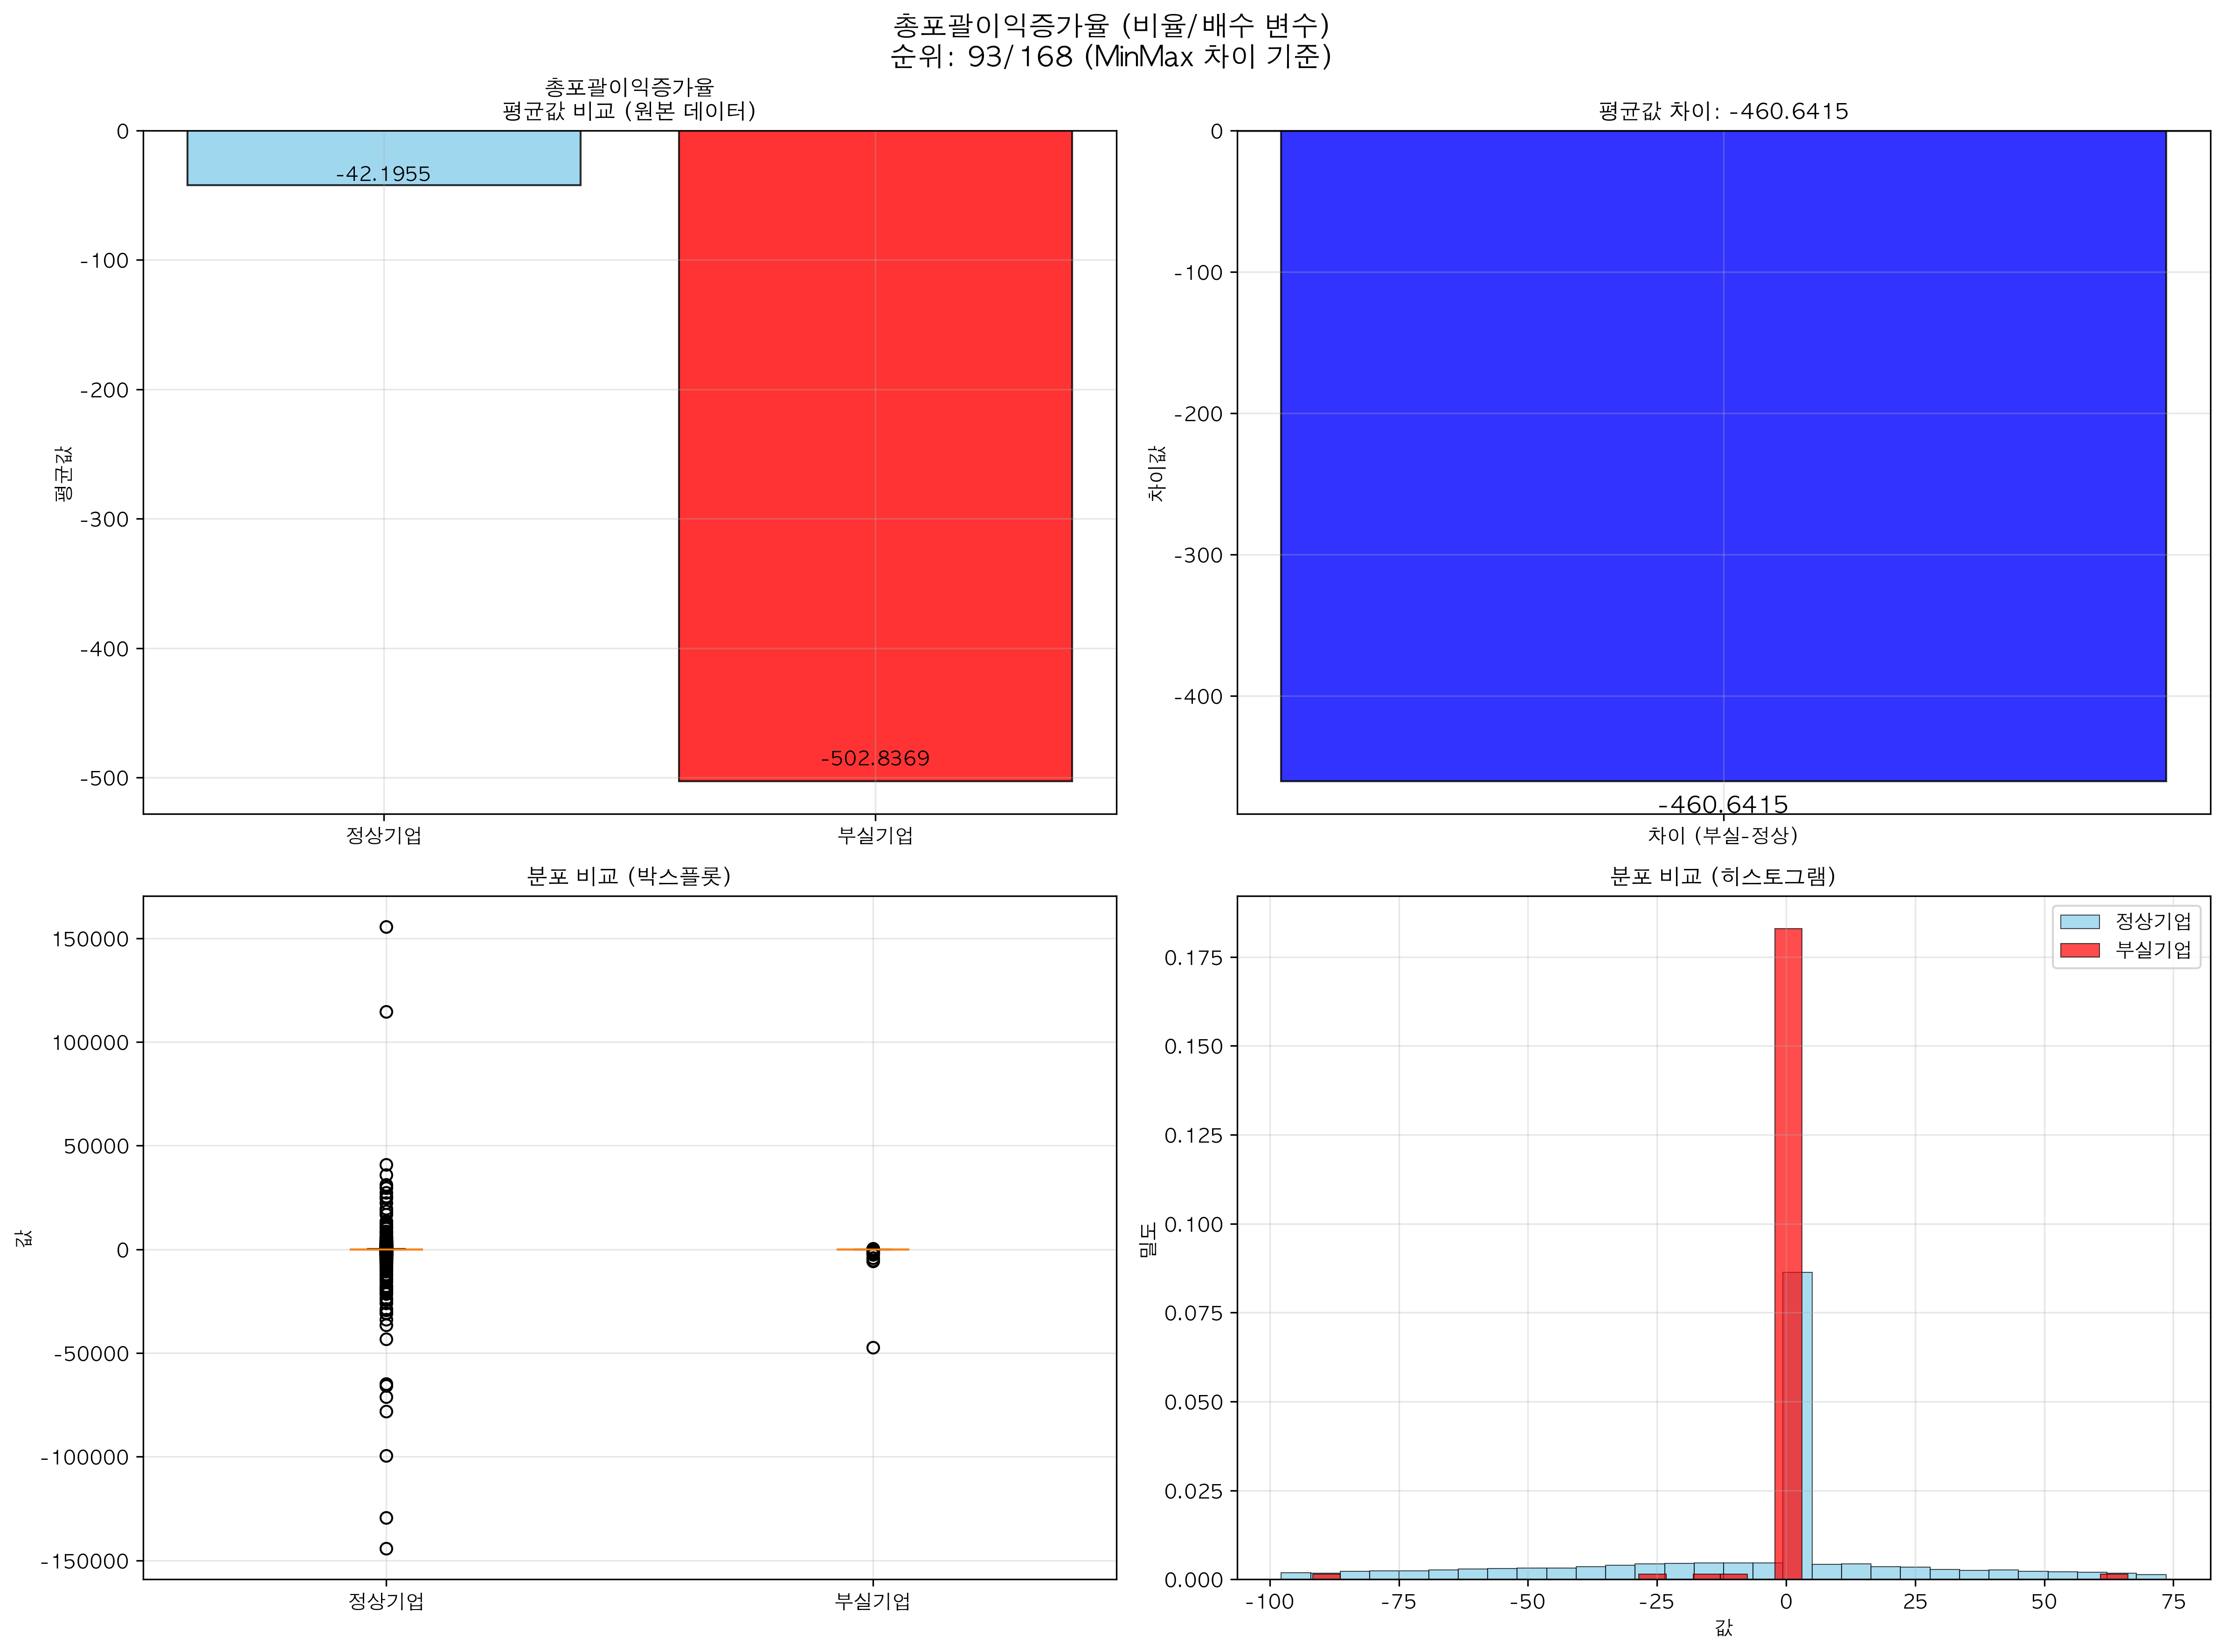 총포괄이익증가율 (비율/배수 변수)
순위: 93/168 (MinMax 차이 기준)
총포괄이익증가율
평균값 비교 (원본 데이터)
0
-100
-200
-300
-400
-500
평균값
-42.1955
-502.8369
정상기업
부실기업
평균값 차이: -460.6415
0
-100
-200
-300
-400
차이값
-460.6415
차이 (부실-정상)
분포 비교 (박스플롯)
150000
100000
50000
0
-50000
-100000
-150000
값
정상기업
부실기업
분포 비교 (히스토그램)
정상기업
부실기업
0.175
0.150
0.125
0.100
0.075
0.050
0.025
0.000
밀도
-100
-75
-50
-25
0
25
50
75
값